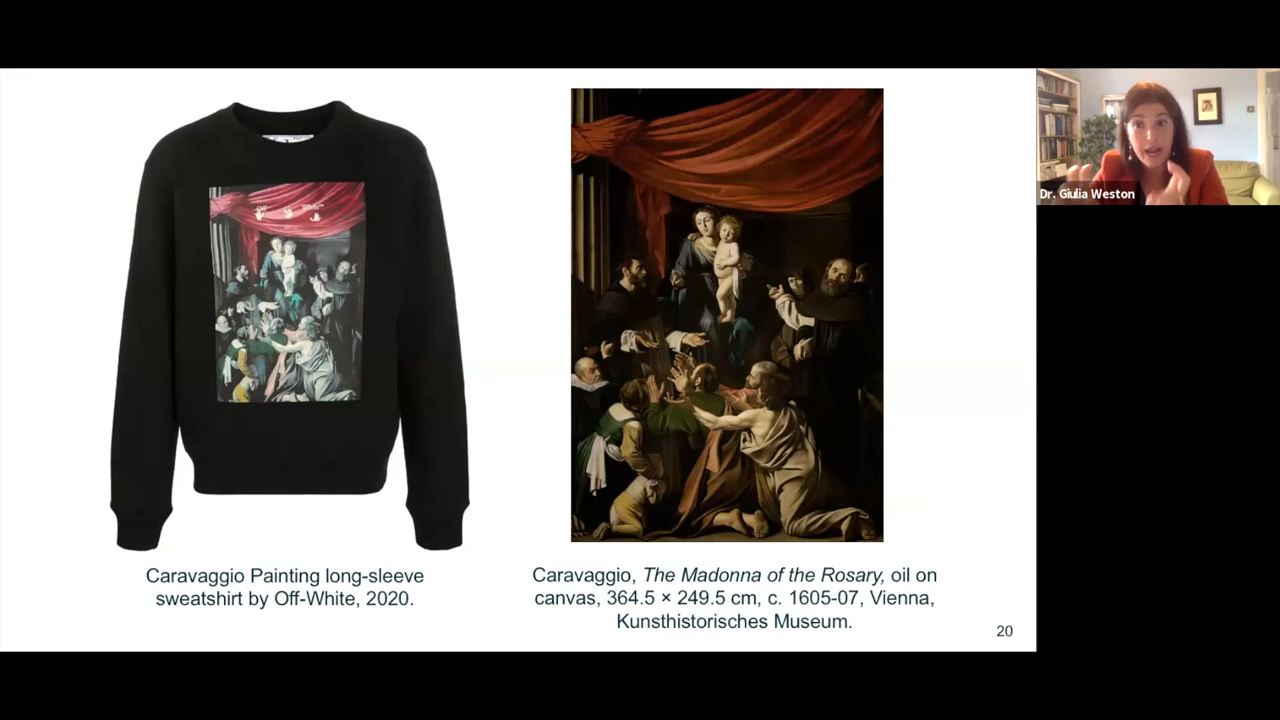 Dr. Giulia Weston
Caravaggio Painting long-sleeve
sweatshirt by Off-White, 2020.
Caravaggio, The Madonna of the Rosary, oil on
canvas, 364.5 × 249.5 cm, c. 1605-07, Vienna,
Kunsthistorisches Museum.
20